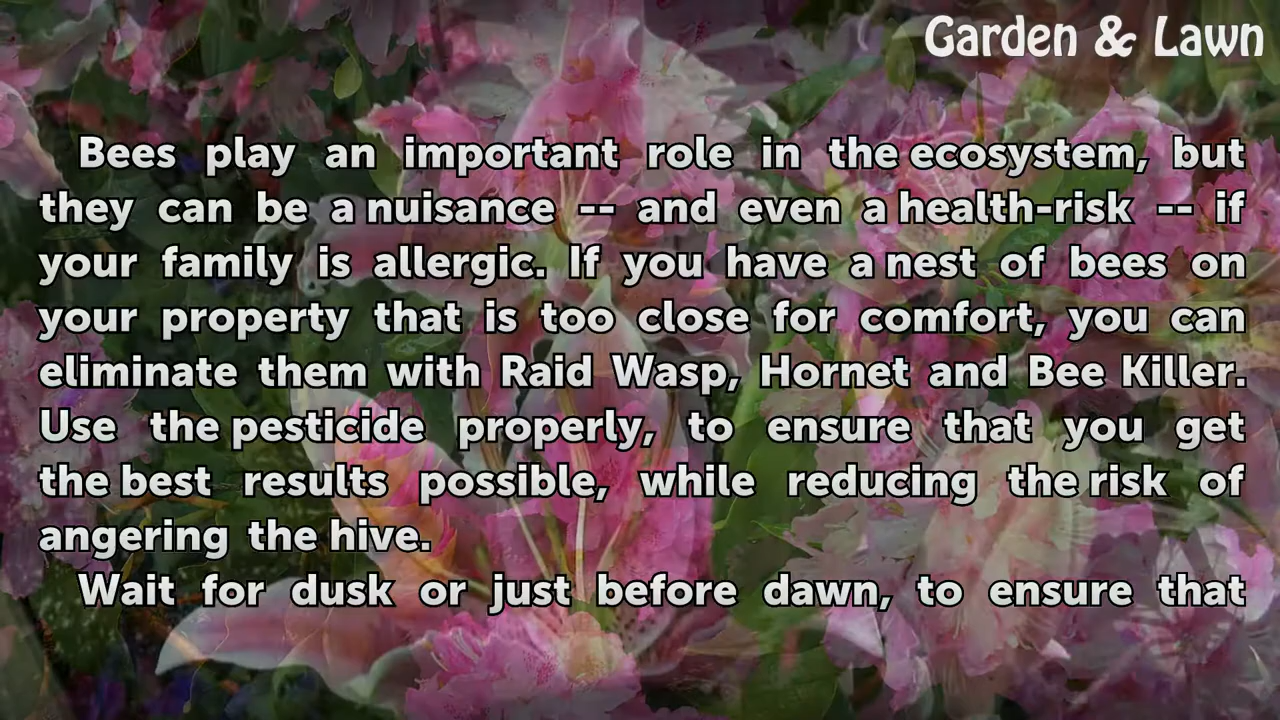 Garden & Lawn
Bees play an important role in the ecosystem, but
they can be a nuisance -- and even a health-risk -- if
your family is allergic. If you have a nest of bees on
your property that is too close for comfort, you can
eliminate them with Raid Wasp, Hornet and Bee Killer.
Use the pesticide properly, to ensure that you get
the best results possible, while reducing the risk of
angering the hive.
Wait for dusk or just before dawn, to ensure that